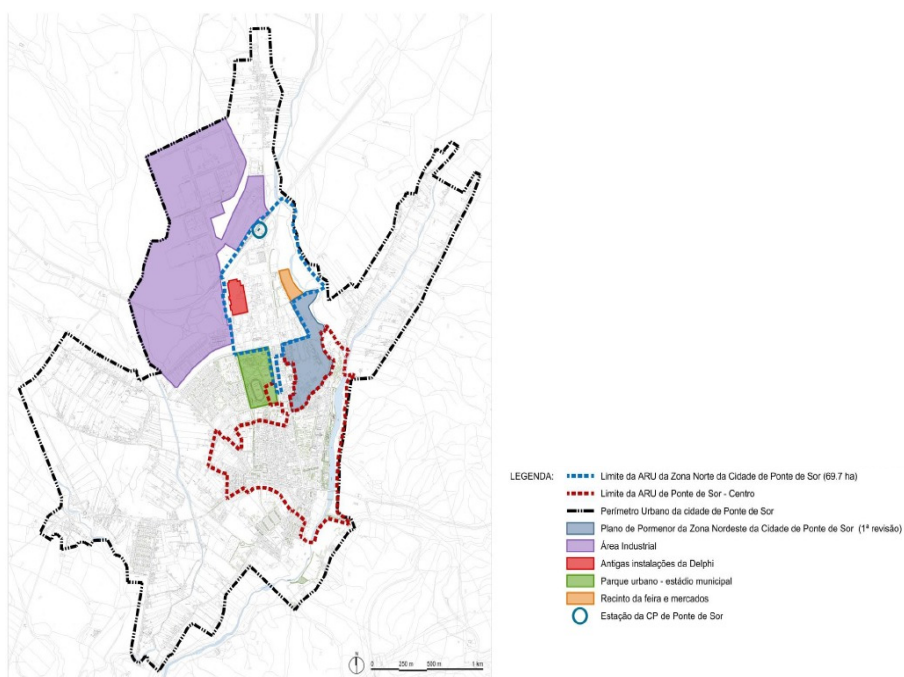 LEGENDA:
Limite da ARU da Zona Norte da Cidade de Ponte de Sor (69.7 ha)
Limite da ARU de Ponte de Sor - Centro
Perímetro Urbano da cidade de Ponte de Sor
Plano de Pormenor da Zona Nordeste da Cidade de Ponte de Sor (1ª revisão)
Área Industrial
Antigas instalações da Delphi
Parque urbano - estádio municipal
Recinto da feira e mercados
Estação da CP de Ponte de Sor
0 250 m 500 m 1 km